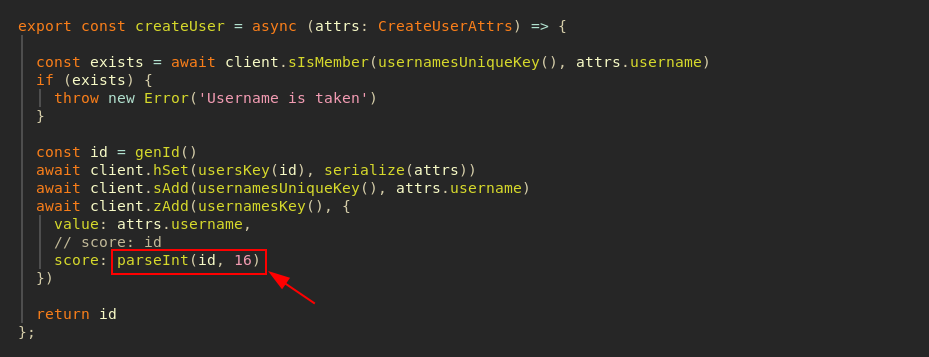 export const createUser = async (attrs: CreateUserAttrs) => {
const exists = await client.sIsMember(usernamesUniqueKey(), attrs.username)
if (exists) {
throw new Error('Username is taken')
}
const id = genId()
await client.hSet(usersKey(id), serialize(attrs))
await client.sAdd(usernamesUniqueKey(), attrs.username)
await client.zAdd(usernamesKey(), {
value: attrs.username,
// score: id
score: parseInt(id, 16)
})
return id
};